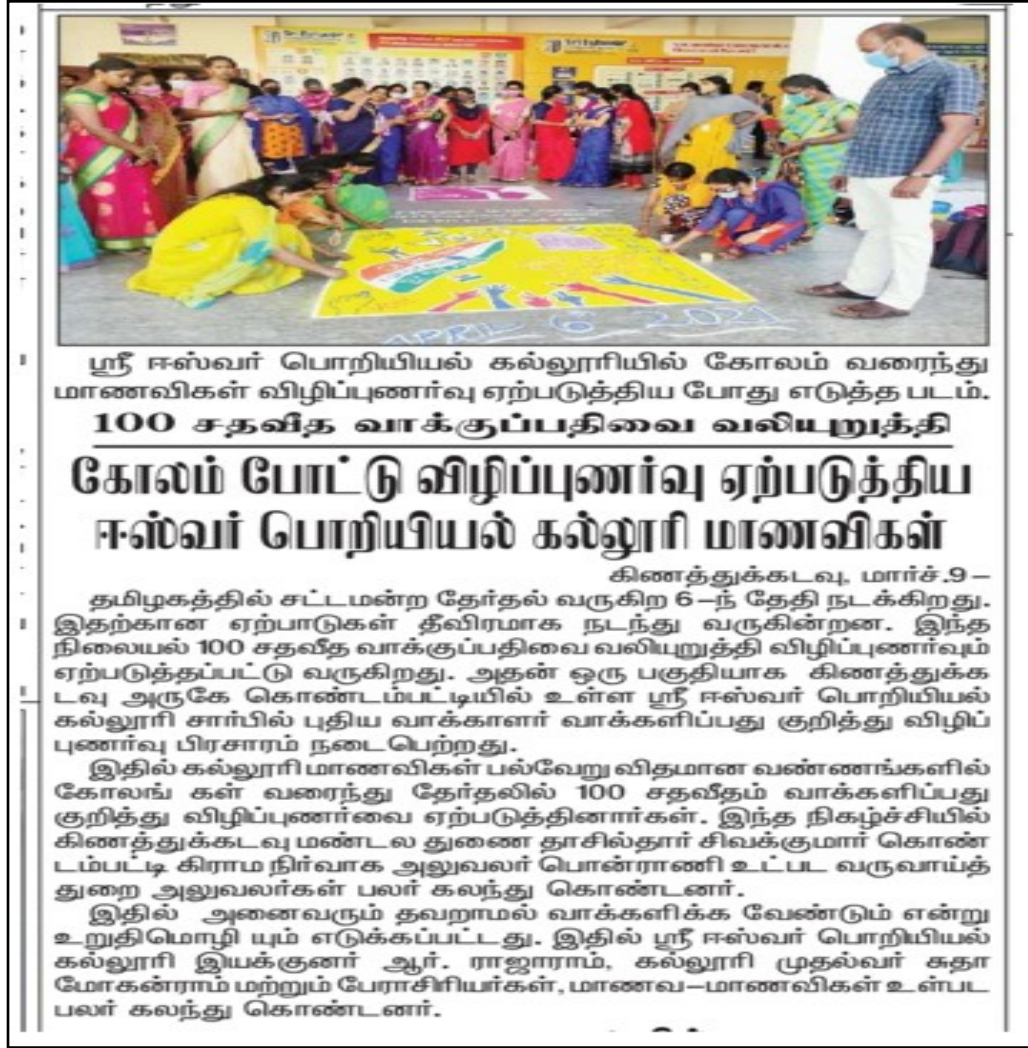 Sri Eshwar
Sri Eshwar
APRIL 6 2021
ஸ்ரீ ஈஸ்வர் பொறியியல் கல்லூரியில் கோலம் வரைந்து
மாணவிகள் விழிப்புணர்வு ஏற்படுத்திய போது எடுத்த படம்.
100 சதவீத வாக்குப்பதிவை வலியுறுத்தி
கோலம் போட்டு விழிப்புணர்வு ஏற்படுத்திய
ஈஸ்வர் பொறியியல் கல்லூரி மாணவிகள்
கிணத்துக்கடவு, மார்ச்.9–
தமிழகத்தில் சட்டமன்ற தேர்தல் வருகிற 6–ந் தேதி நடக்கிறது.
இதற்கான ஏற்பாடுகள் தீவிரமாக நடந்து வருகின்றன. இந்த
நிலையல் 100 சதவீத வாக்குப்பதிவை வலியுறுத்தி விழிப்புணர்வும்
ஏற்படுத்தப்பட்டு வருகிறது. அதன் ஒரு பகுதியாக கிணத்துக்க
டவு அருகே கொண்டம்பட்டியில் உள்ள ஸ்ரீ ஈஸ்வர் பொறியியல்
கல்லூரி சார்பில் புதிய வாக்காளர் வாக்களிப்பது குறித்து விழிப்
புணர்வு பிரசாரம் நடைபெற்றது.
இதில் கல்லூரி மாணவிகள் பல்வேறு விதமான வண்ணங்களில்
கோலங் கள் வரைந்து தேர்தலில் 100 சதவீதம் வாக்களிப்பது
குறித்து விழிப்புணர்வை ஏற்படுத்தினார்கள். இந்த நிகழ்ச்சியில்
கிணத்துக்கடவு மண்டல துணை தாசில்தார் சிவக்குமார் கொண்
டம்பட்டி கிராம நிர்வாக அலுவலர் பொன்ராணி உட்பட வருவாய்த்
துறை அலுவலர்கள் பலர் கலந்து கொண்டனர்.
இதில் அனைவரும் தவறாமல் வாக்களிக்க வேண்டும் என்று
உறுதிமொழி யும் எடுக்கப்பட்டது. இதில் ஸ்ரீ ஈஸ்வர் பொறியியல்
கல்லூரி இயக்குனர் ஆர். ராஜாராம், கல்லூரி முதல்வர் சுதா
மோகன்ராம் மற்றும் பேராசிரியர்கள், மாணவ–மாணவிகள் உள்பட
பலர் கலந்து கொண்டனர்.